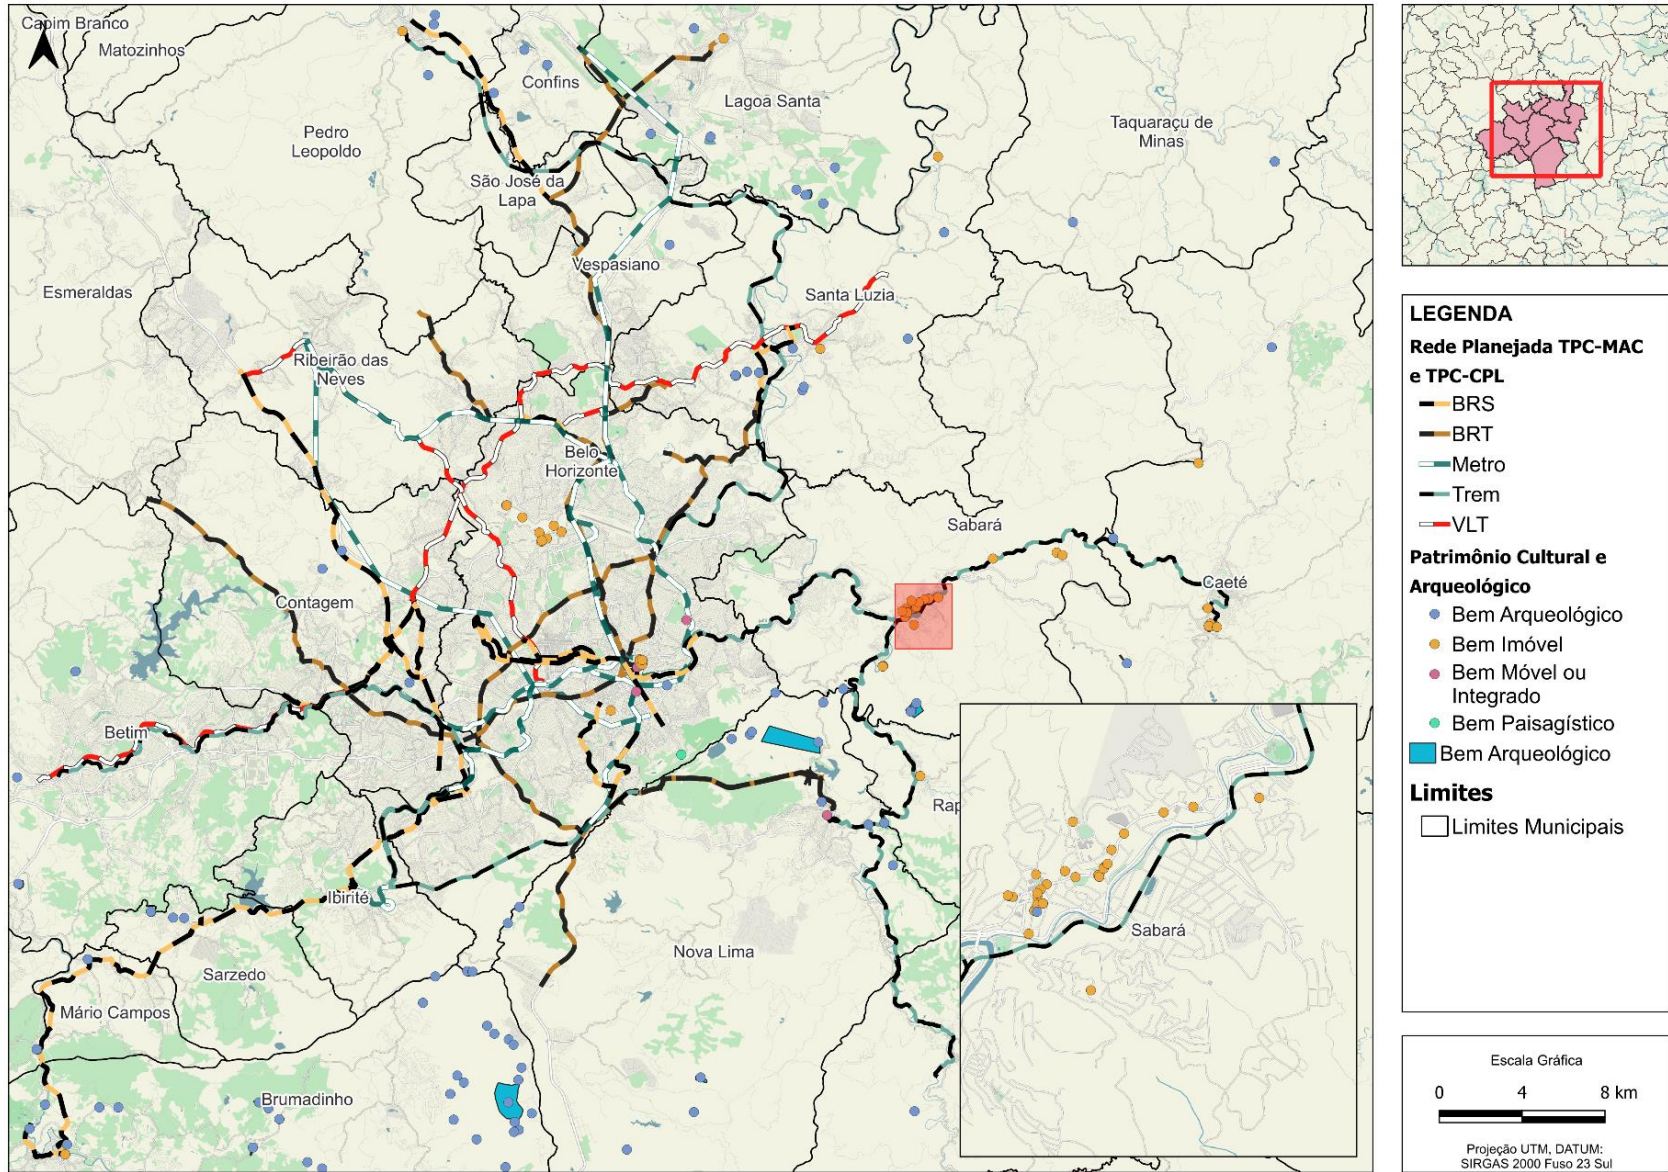 Capim Branco
Matozinhos
Confins
Lagoa Santa
Pedro
Leopoldo
Taquaraçu de
Minas
São José da
Lapa
Vespasiano
Esmeraldas
Santa Luzia
Ribeirão das
Neves
Belo
Horizonte
Sabará
Caeté
Contagem
Betim
Rap
Ibirité
Sabará
Nova Lima
Sarzedo
Mário Campos
Brumadinho
LEGENDA
Rede Planejada TPC-MAC
e TPC-CPL
BRS
BRT
Metro
Trem
VLT
Patrimônio Cultural e
Arqueológico
Bem Arqueológico
Bem Imóvel
Bem Móvel ou
Integrado
Bem Paisagístico
Bem Arqueológico
Limites
Limites Municipais
Escala Gráfica
0 4 8 km
Projeção UTM, DATUM:
SIRGAS 2000 Fuso 23 Sul